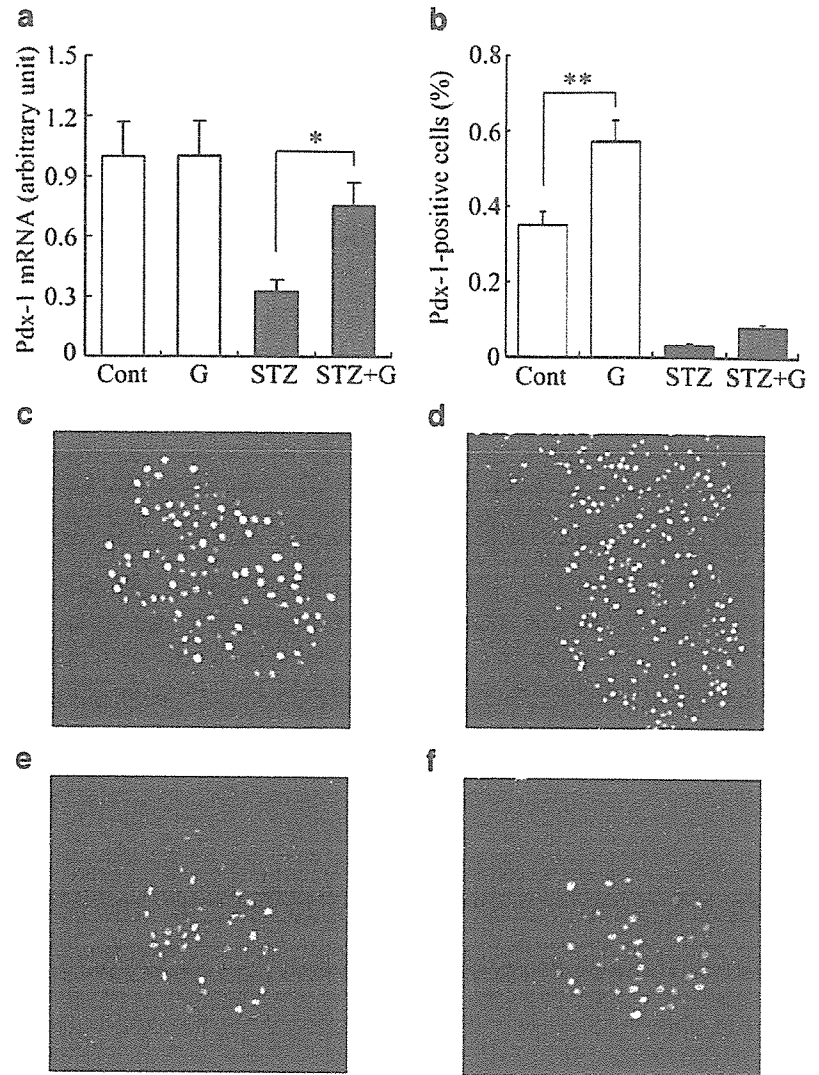 a
Pdx-1 mRNA (arbitrary unit)
1.5
1.2
0.9
0.6
0.3
0
*
Cont G STZ STZ+G
b
Pdx-1-positive cells (%)
0.8
0.6
0.4
0.2
0
**
Cont G STZ STZ+G
c
d
e
f